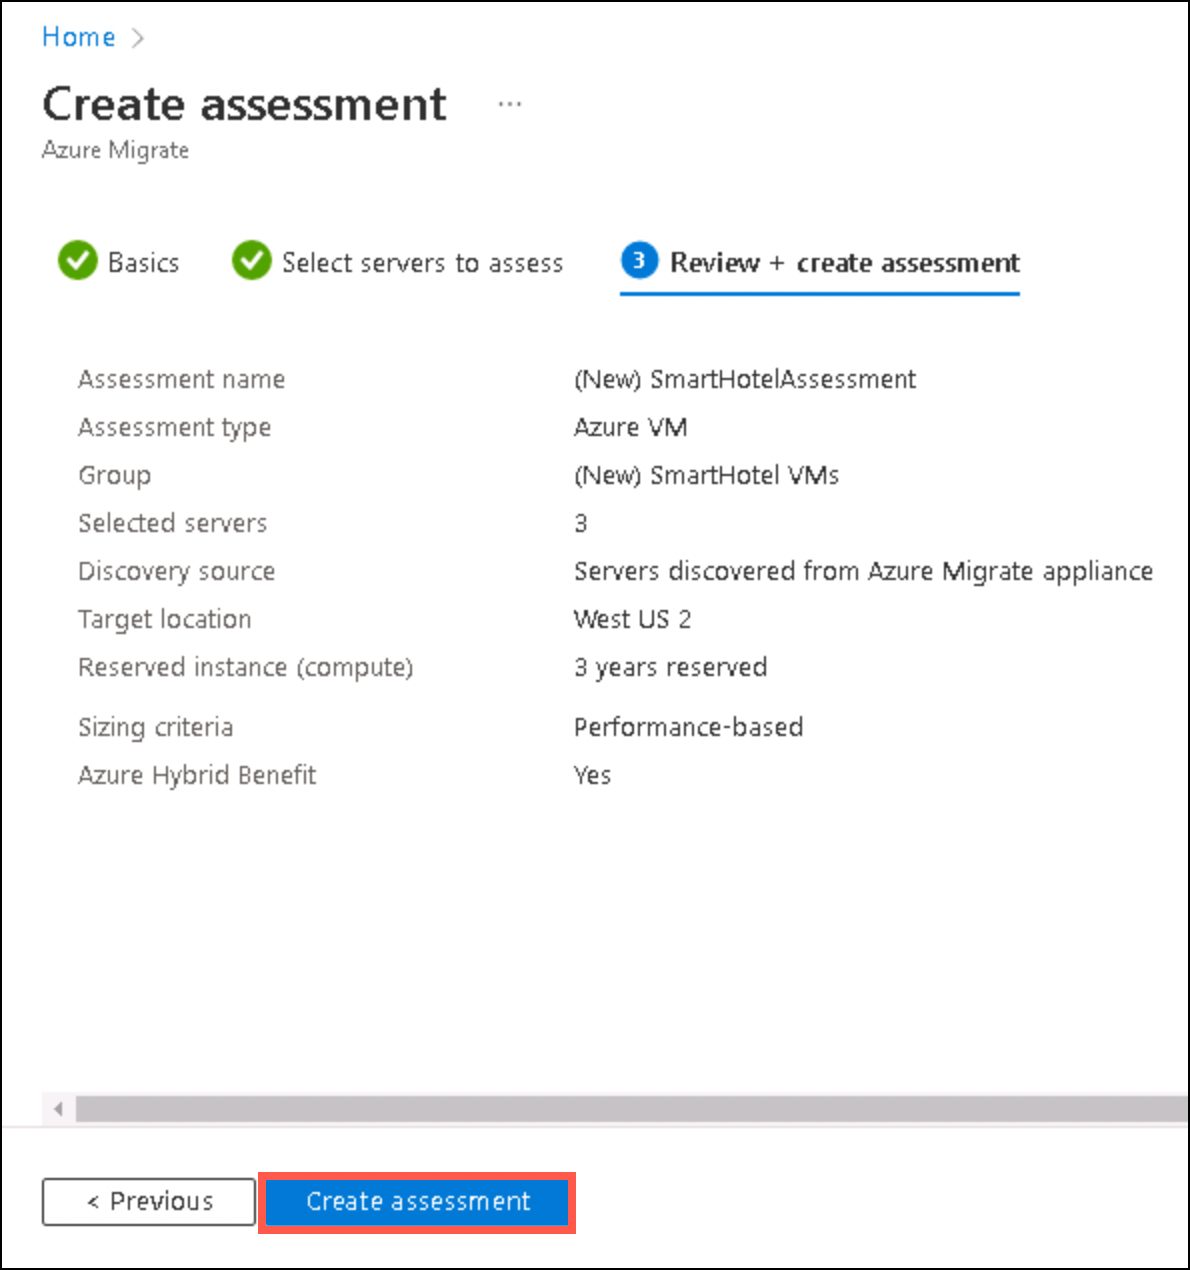 Home >
Create assessment ...
Azure Migrate
Basics Select servers to assess 3 Review + create assessment
Assessment name (New) SmartHotelAssessment
Assessment type Azure VM
Group (New) SmartHotel VMs
Selected servers 3
Discovery source Servers discovered from Azure Migrate appliance
Target location West US 2
Reserved instance (compute) 3 years reserved
Sizing criteria Performance-based
Azure Hybrid Benefit Yes
< Previous Create assessment